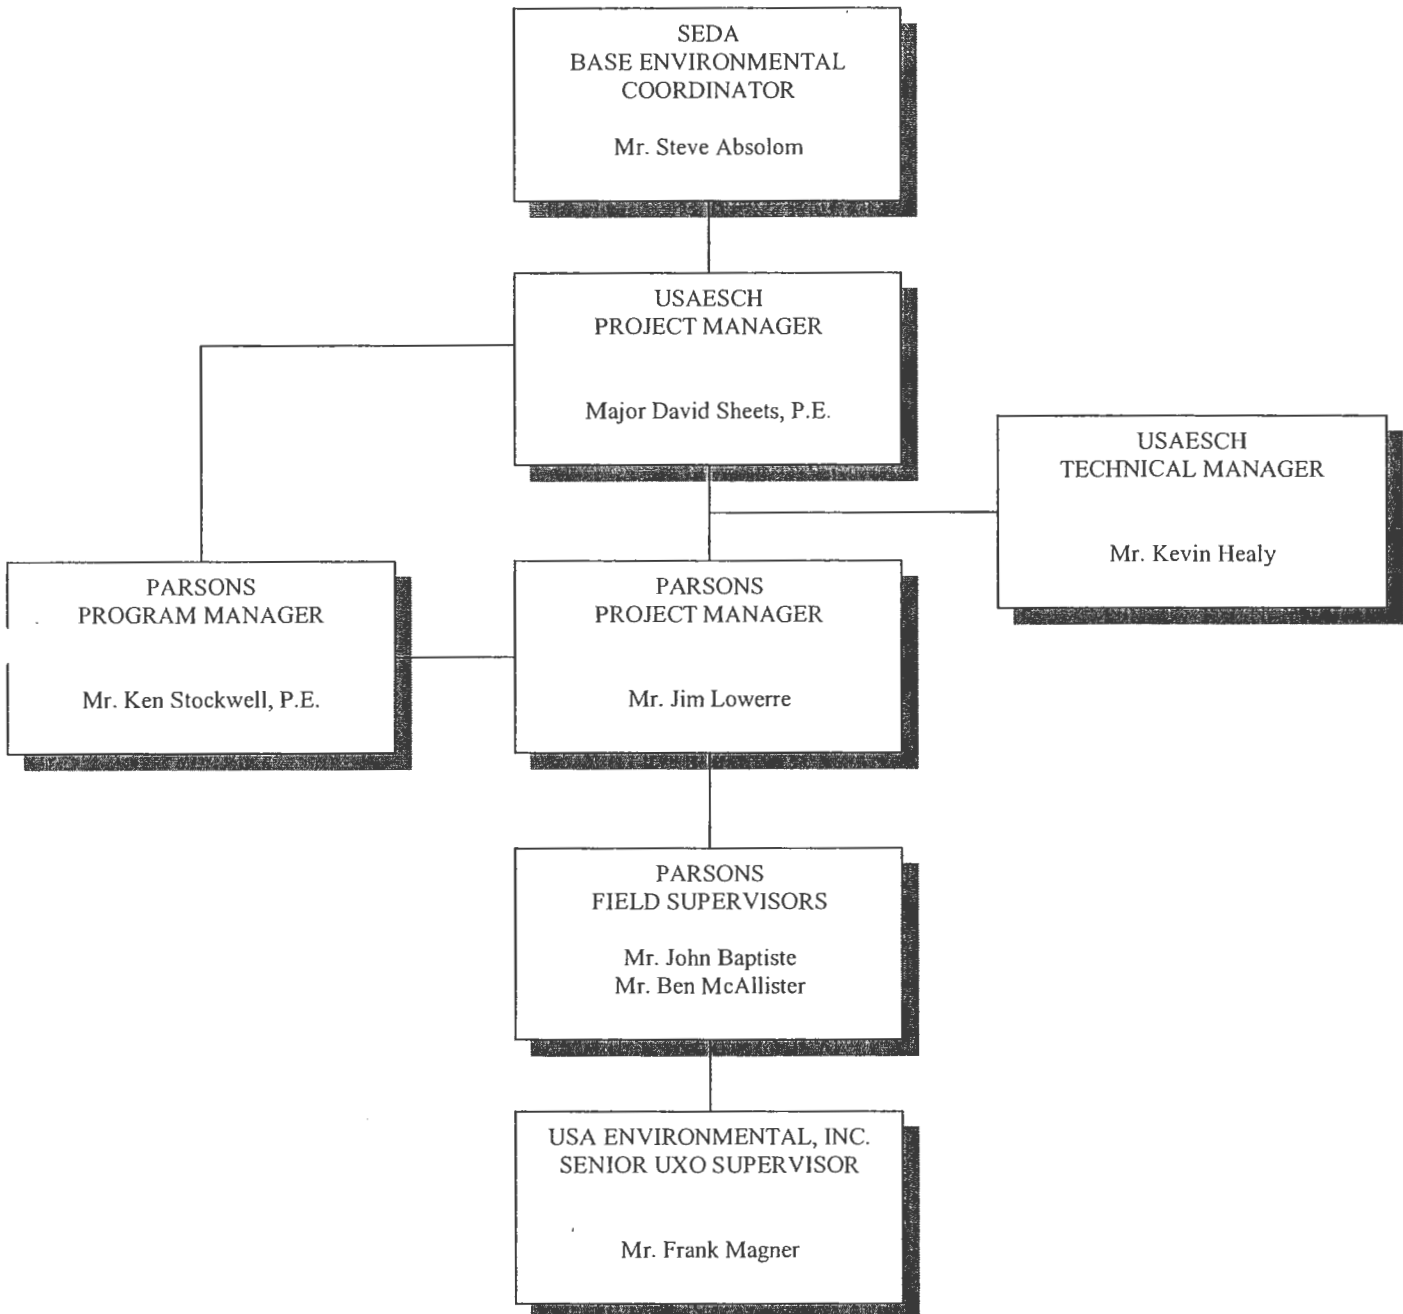 SEDA
BASE ENVIRONMENTAL
COORDINATOR
Mr. Steve Absolom
USAESCH
PROJECT MANAGER
Major David Sheets, P.E.
USAESCH
TECHNICAL MANAGER
Mr. Kevin Healy
PARSONS
PROGRAM MANAGER
Mr. Ken Stockwell, P.E.
PARSONS
PROJECT MANAGER
Mr. Jim Lowerre
PARSONS
FIELD SUPERVISORS
Mr. John Baptiste
Mr. Ben McAllister
USA ENVIRONMENTAL, INC.
SENIOR UXO SUPERVISOR
Mr. Frank Magner